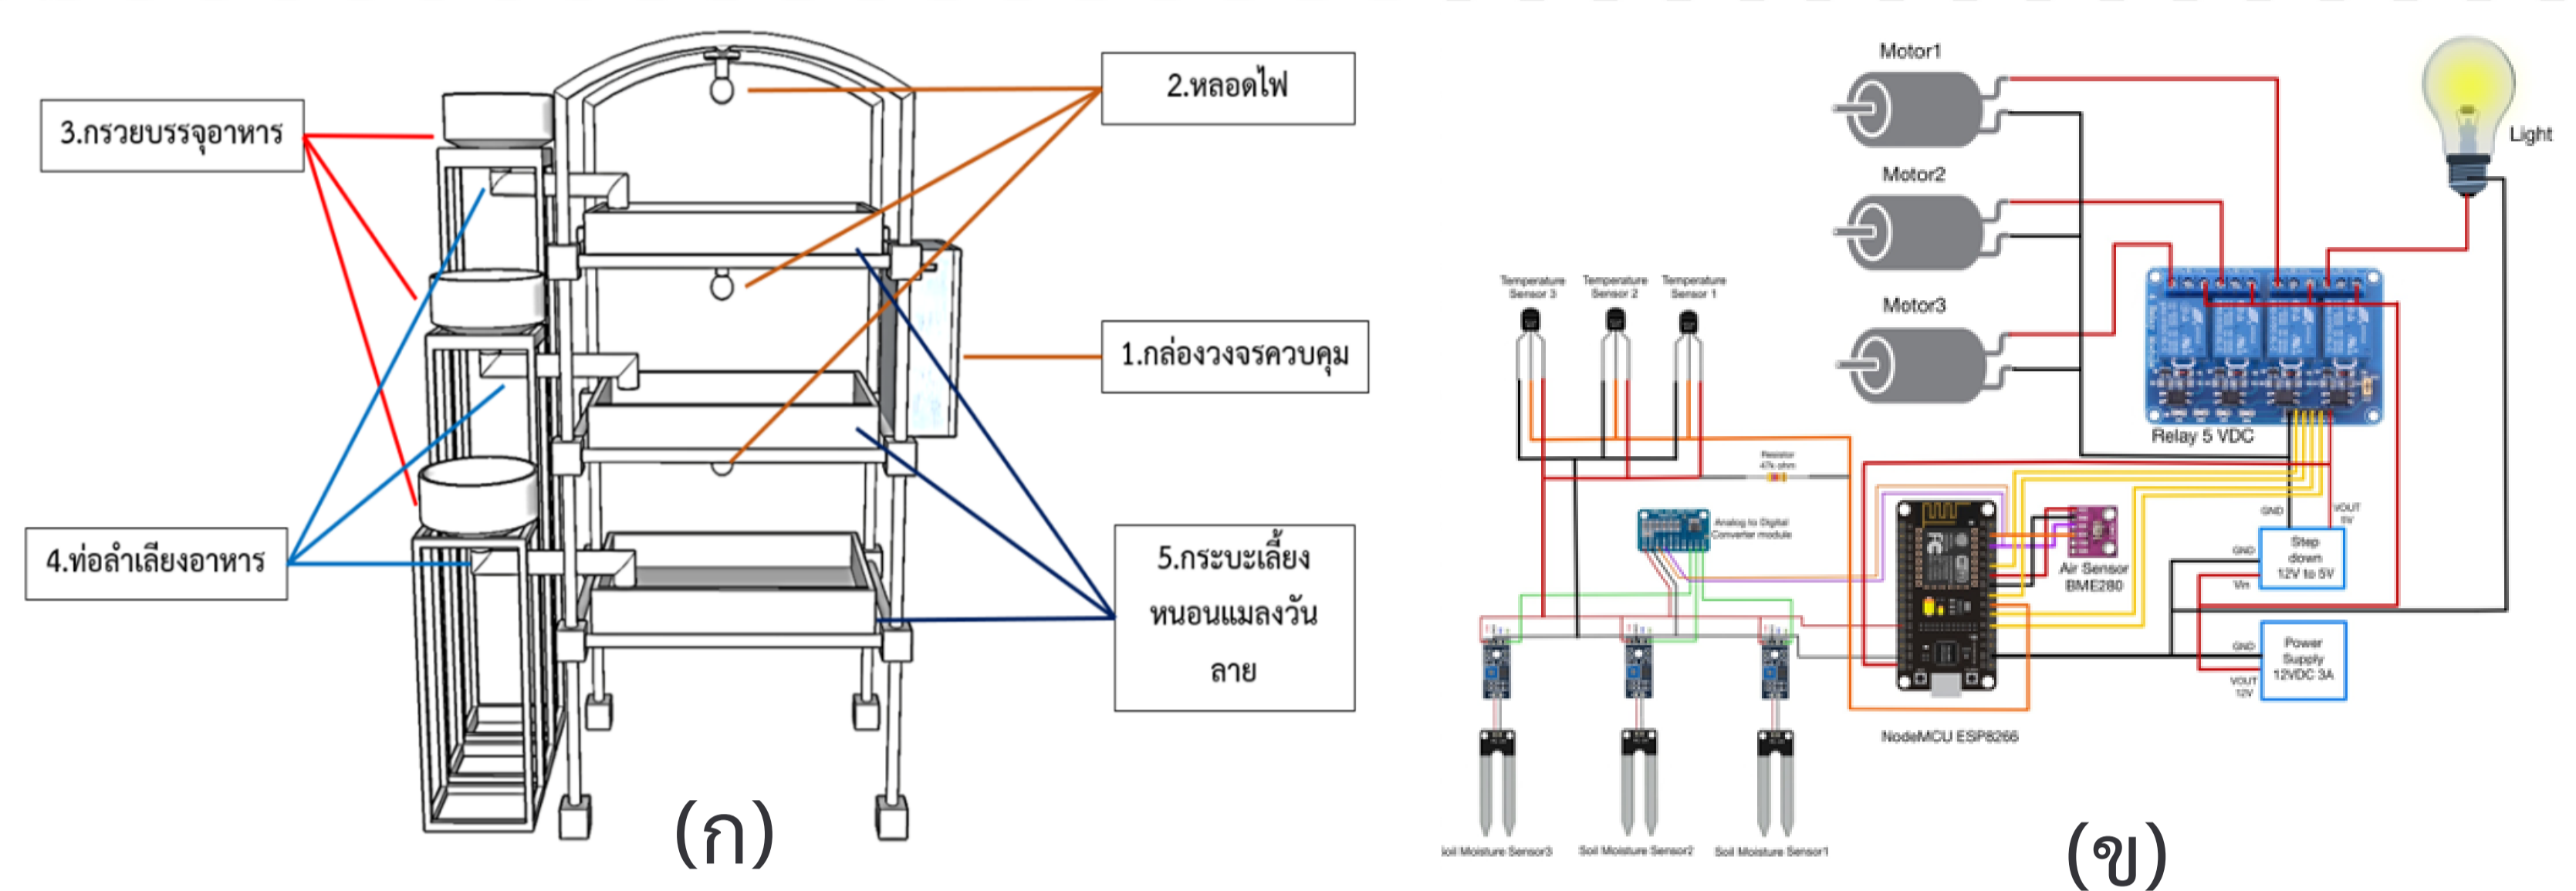 3.กรวยบรรจุอาหาร
2.หลอดไฟ
1.กล่องวงจรควบคุม
4.ท่อลำเลียงอาหาร
5.กระบะเลี้ยง
หนอนแมลงวัน
ลาย
(ก)
Motor1
Motor2
Motor3
Light
Temperature
Sensor 3
Temperature
Sensor 2
Temperature
Sensor 1
Relay 5 VDC
Resistor
47k ohm
Analog to Digital
Converter module
Air Sensor
BME280
GND
VOUT
5V
Step
down
12V to 5V
GND
Vin
Power
Supply
12VDC 3A
GND
VOUT
12V
NodeMCU ESP8266
Soil Moisture Sensor3
Soil Moisture Sensor2
Soil Moisture Sensor1
(ข)